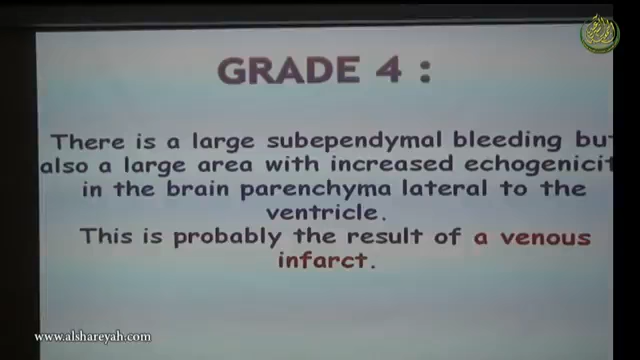 GRADE 4 :
There is a large subependymal bleeding but
also a large area with increased echogenicit
in the brain parenchyma lateral to the
ventricle.
This is probably the result of a venous
infarct.
www.alshareyah.com